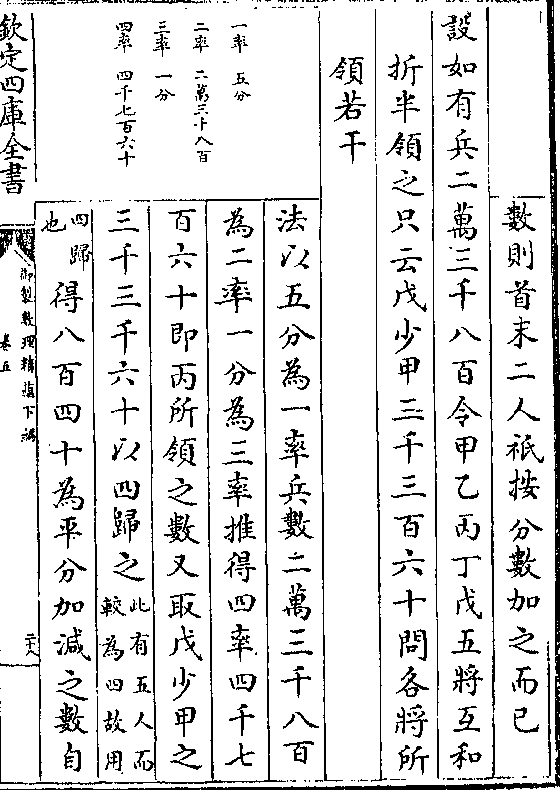 數則首末二人祇按分數加之而已
設如有兵二萬三千八百令甲乙丙丁戊五將互和
折半領之只云戊少甲三千三百六十問各將所
領若干
法以五分為一率兵數二萬三千八百
為二率一分為三率推得四率四千七
百六十即丙所領之數又取戊少甲之
三千三千六十以四歸之此有五人而較為四故用
四歸也得八百四十為平分加減之數自
一率 五分
二率 二萬三千八百
三率 一分
四率 四千七百六十
欽定四庫全書
御製數理精蘊下編
卷五